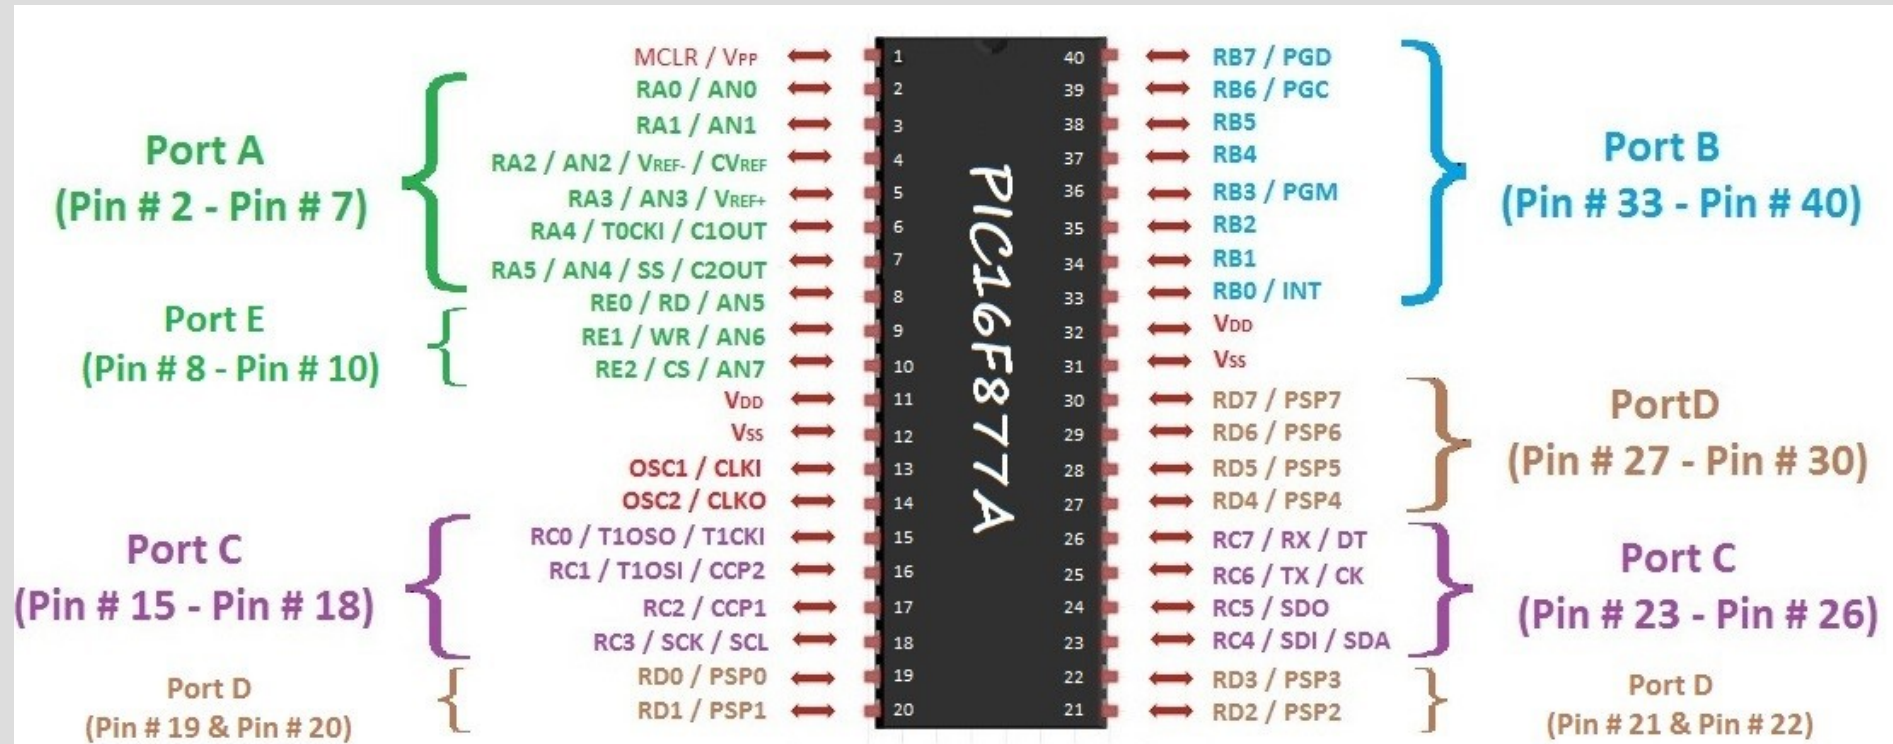 MCLR / VPP
RA0 / AN0
RA1 / AN1
RA2 / AN2 / VREF- / CVREF
RA3 / AN3 / VREF+
RA4 / T0CKI / C1OUT
RA5 / AN4 / SS / C2OUT
RE0 / RD / AN5
RE1 / WR / AN6
RE2 / CS / AN7
VDD
VSS
OSC1 / CLKI
OSC2 / CLKO
RC0 / T1OSO / T1CKI
RC1 / T1OSI / CCP2
RC2 / CCP1
RC3 / SCK / SCL
RD0 / PSP0
RD1 / PSP1
Port A
(Pin # 2 - Pin # 7)
Port E
(Pin # 8 - Pin # 10)
Port C
(Pin # 15 - Pin # 18)
Port D
(Pin # 19 & Pin # 20)
1
2
3
4
5
6
7
8
9
10
11
12
13
14
15
16
17
18
19
20
PIC16F877A
40
39
38
37
36
35
34
33
32
31
30
29
28
27
26
25
24
23
22
21
RB7 / PGD
RB6 / PGC
RB5
RB4
RB3 / PGM
RB2
RB1
RB0 / INT
VDD
VSS
RD7 / PSP7
RD6 / PSP6
RD5 / PSP5
RD4 / PSP4
RC7 / RX / DT
RC6 / TX / CK
RC5 / SDO
RC4 / SDI / SDA
RD3 / PSP3
RD2 / PSP2
Port B
(Pin # 33 - Pin # 40)
PortD
(Pin # 27 - Pin # 30)
Port C
(Pin # 23 - Pin # 26)
Port D
(Pin # 21 & Pin # 22)